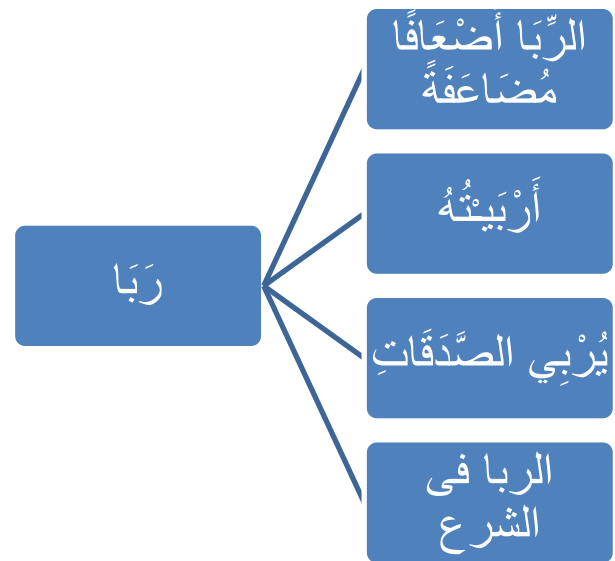 رَبَا
الرِّبَا أَضْعَافًا
مُضَاعَفَةً
أَرْبَيْتُهُ
يُرْبِي الصَّدَقَاتِ
الربا فى
الشرع